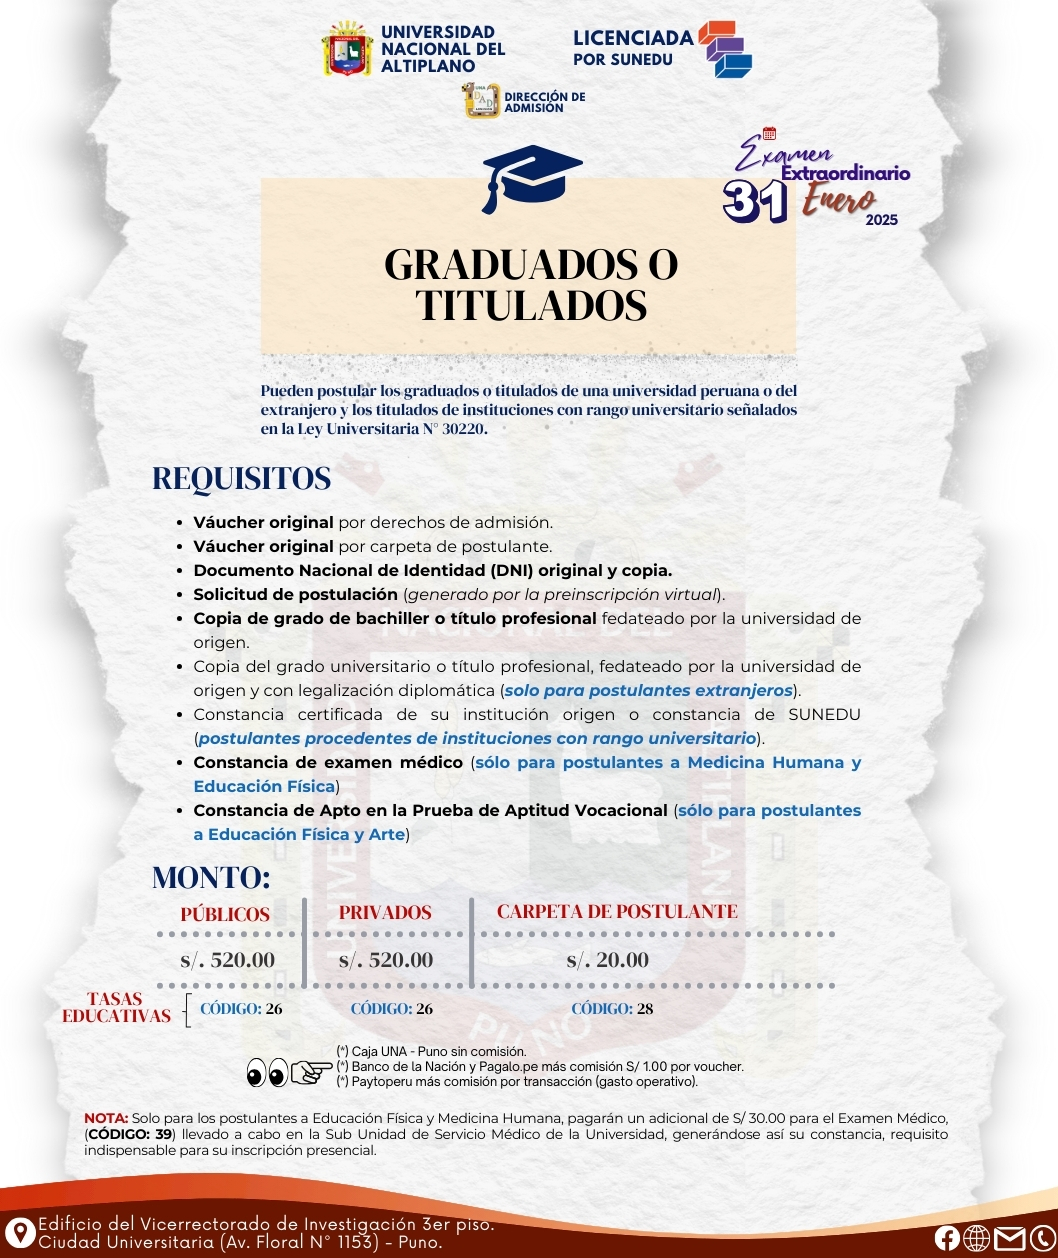 UNIVERSIDAD
NACIONAL DEL
ALTIPLANO
LICENCIADA
POR SUNEDU
DIRECCIÓN DE
ADMISIÓN
Examen
Extraordinario
31 Enero
2025
GRADUADOS O
TITULADOS
Pueden postular los graduados o titulados de una universidad peruana o del
extranjero y los titulados de instituciones con rango universitario señalados
en la Ley Universitaria N° 30220.
REQUISITOS
• Váucher original por derechos de admisión.
• Váucher original por carpeta de postulante.
• Documento Nacional de Identidad (DNI) original y copia.
• Solicitud de postulación (generado por la preinscripción virtual).
• Copia de grado de bachiller o título profesional fedateado por la universidad de
origen.
• Copia del grado universitario o título profesional, fedateado por la universidad de
origen y con legalización diplomática (solo para postulantes extranjeros).
• Constancia certificada de su institución origen o constancia de SUNEDU
(postulantes procedentes de instituciones con rango universitario).
• Constancia de examen médico (sólo para postulantes a Medicina Humana y
Educación Física)
• Constancia de Apto en la Prueba de Aptitud Vocacional (sólo para postulantes
a Educación Física y Arte)
MONTO:
PÚBLICOS PRIVADOS CARPETA DE POSTULANTE
s/. 520.00 s/. 520.00 s/. 20.00
TASAS
EDUCATIVAS
CÓDIGO: 26 CÓDIGO: 26 CÓDIGO: 28
(*) Caja UNA - Puno sin comisión.
(*) Banco de la Nación y Pagalo.pe más comisión S/ 1.00 por voucher.
(*) Paytoperu más comisión por transacción (gasto operativo).
NOTA: Solo para los postulantes a Educación Física y Medicina Humana, pagarán un adicional de S/ 30.00 para el Examen Médico,
(CÓDIGO: 39) llevado a cabo en la Sub Unidad de Servicio Médico de la Universidad, generándose así su constancia, requisito
indispensable para su inscripción presencial.
Edificio del Vicerrectorado de Investigación 3er piso.
Ciudad Universitaria (Av. Floral N° 1153) - Puno.